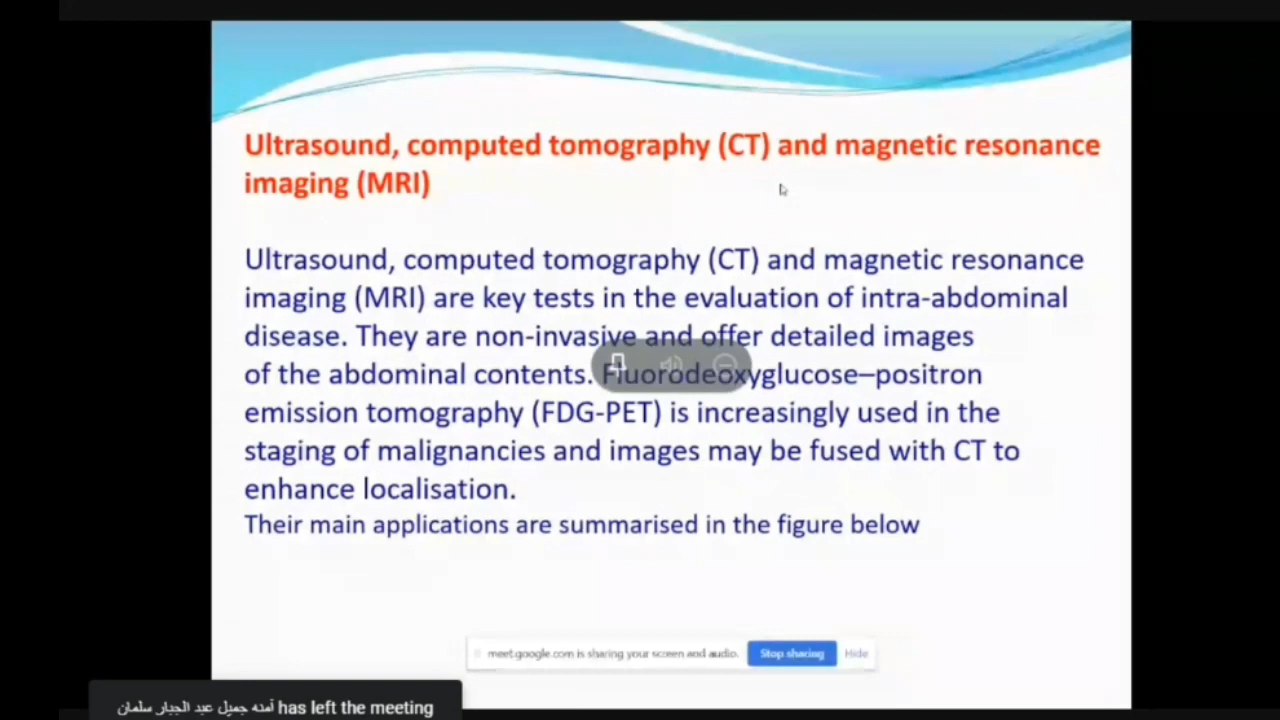 Ultrasound, computed tomography (CT) and magnetic resonance
imaging (MRI)
Ultrasound, computed tomography (CT) and magnetic resonance
imaging (MRI) are key tests in the evaluation of intra-abdominal
disease. They are non-invasive and offer detailed images
of the abdominal contents. Fluorodeoxyglucose–positron
emission tomography (FDG-PET) is increasingly used in the
staging of malignancies and images may be fused with CT to
enhance localisation.
Their main applications are summarised in the figure below
meet.google.com is sharing your screen and audio. Stop sharing Hide
آمنه جميل عبد الجبار سلمان has left the meeting